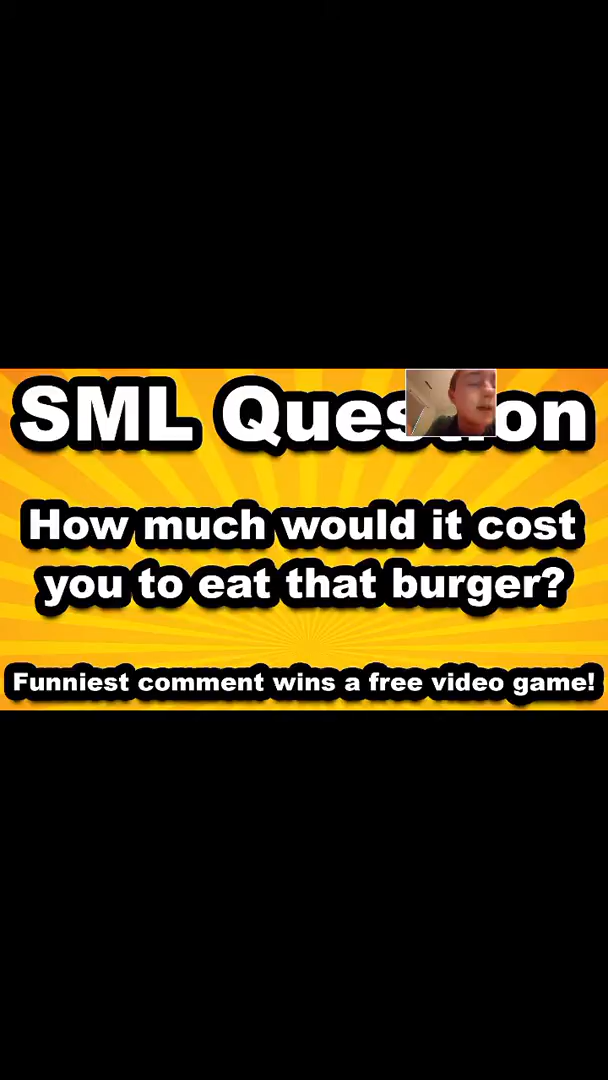 SML Question
How much would it cost
you to eat that burger?
Funniest comment wins a free video game!